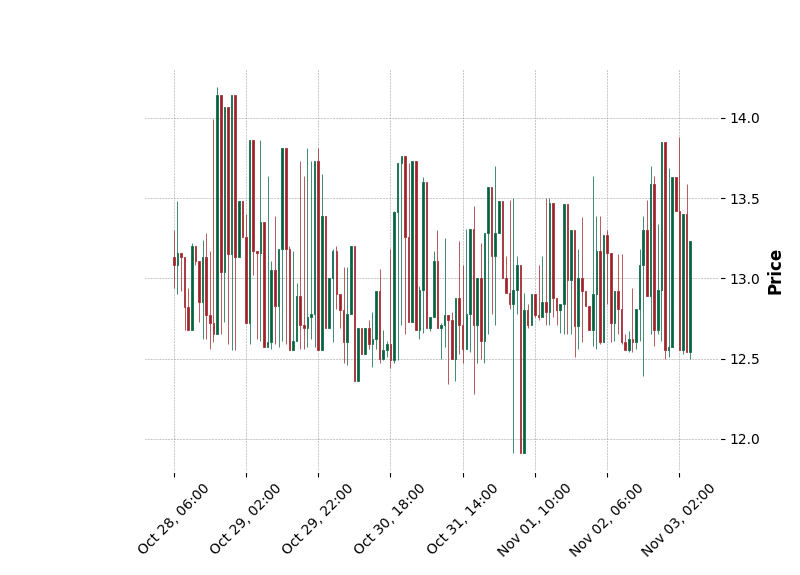 14.0
13.5
13.0
12.5
12.0
Price
Oct 28, 06:00
Oct 29, 02:00
Oct 29, 22:00
Oct 30, 18:00
Oct 31, 14:00
Nov 01, 10:00
Nov 02, 06:00
Nov 03, 02:00